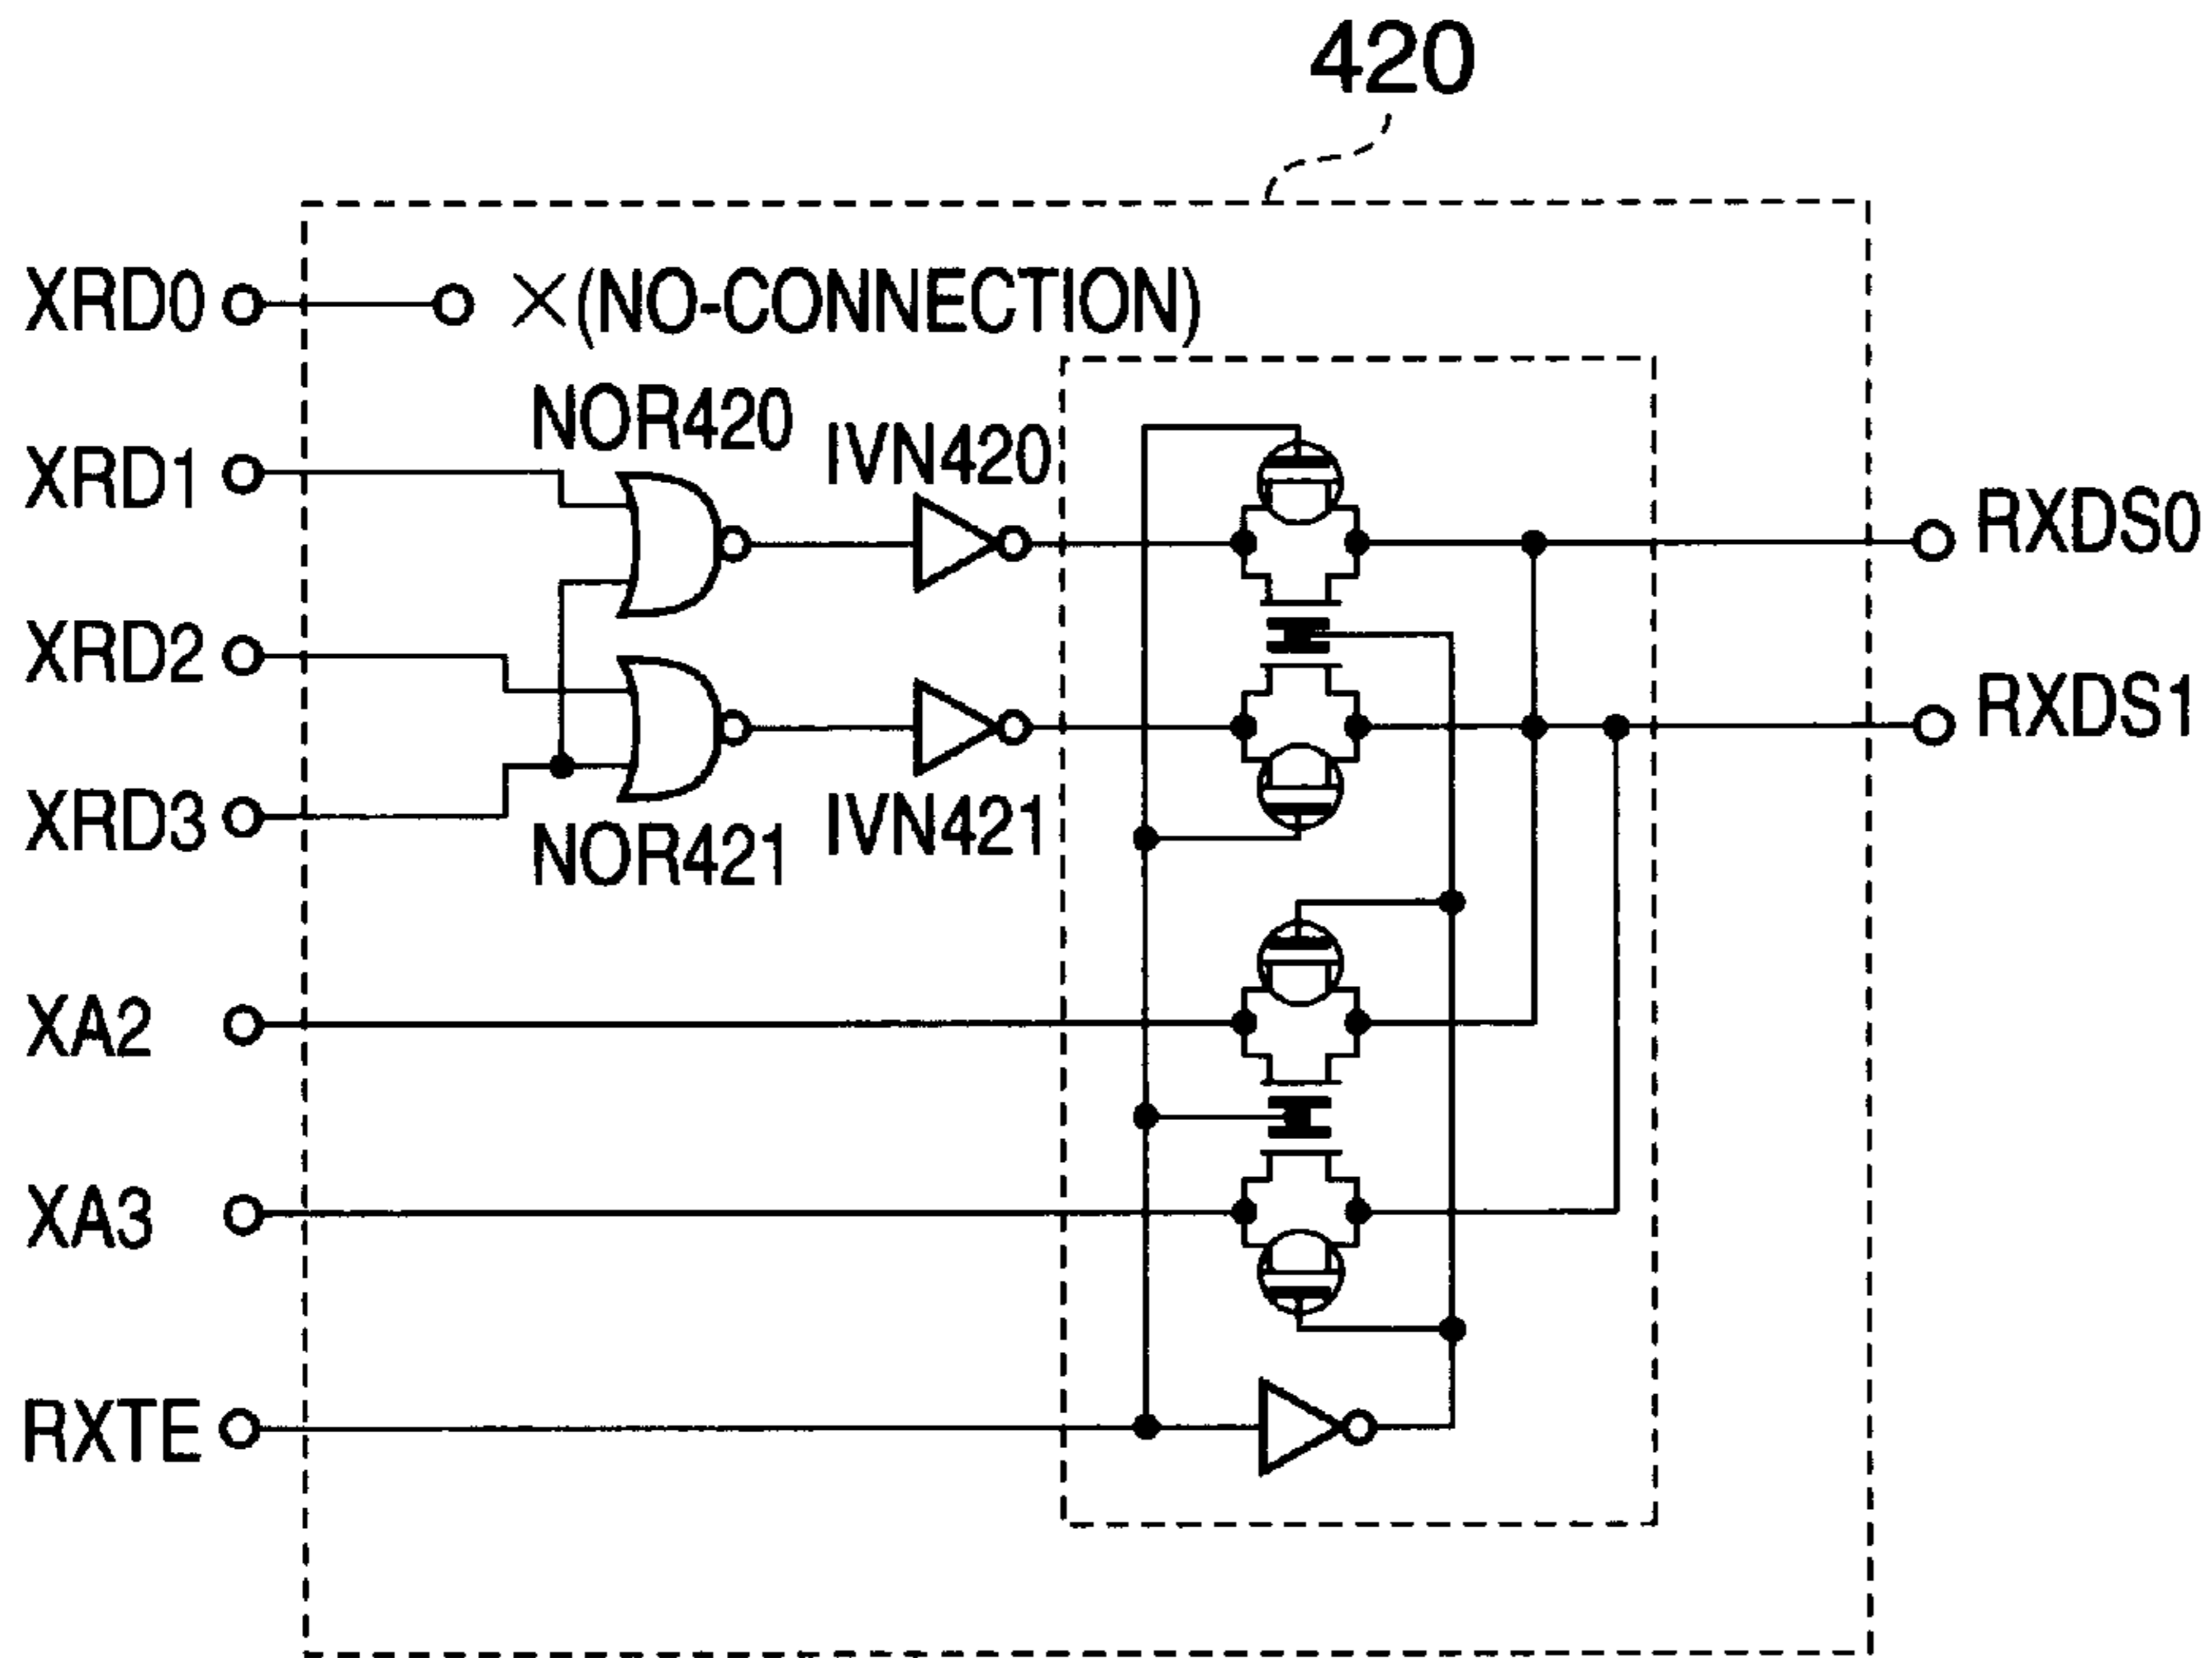 420
XRD0
×(NO-CONNECTION)
NOR420
IVN420
XRD1
RXDS0
XRD2
RXDS1
XRD3
NOR421
IVN421
XA2
XA3
RXTE